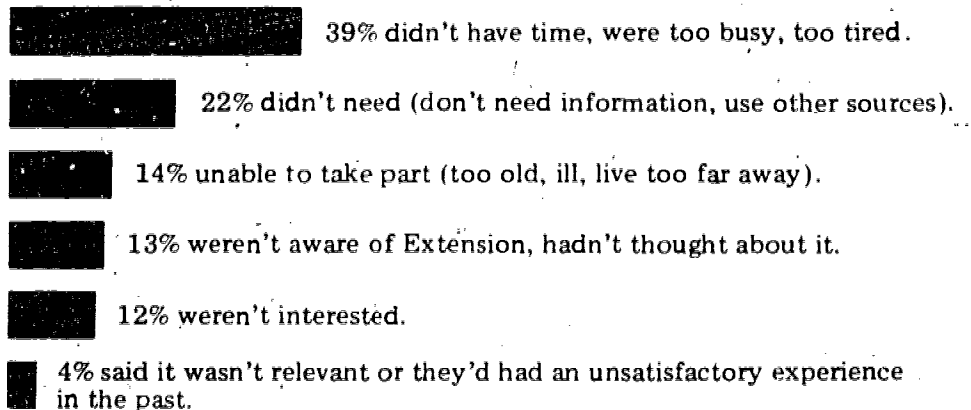 39% didn't have time, were too busy, too tired.
22% didn't need (don't need information, use other sources).
14% unable to take part (too old, ill, live too far away).
13% weren't aware of Extension, hadn't thought about it.
12% weren't interested.
4% said it wasn't relevant or they'd had an unsatisfactory experience
in the past.